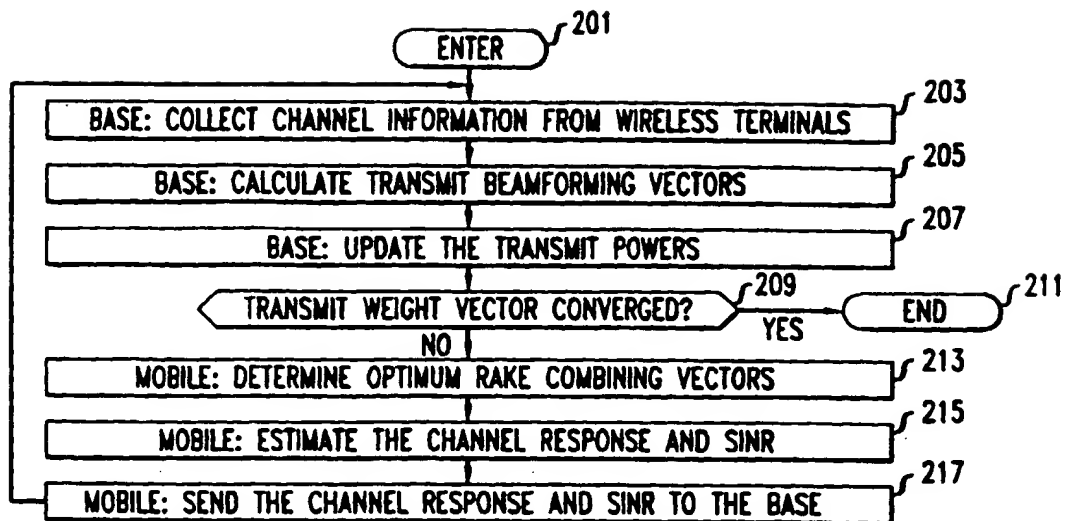 201
ENTER
203
BASE: COLLECT CHANNEL INFORMATION FROM WIRELESS TERMINALS
205
BASE: CALCULATE TRANSMIT BEAMFORMING VECTORS
207
BASE: UPDATE THE TRANSMIT POWERS
209
TRANSMIT WEIGHT VECTOR CONVERGED?
YES
211
END
NO
213
MOBILE: DETERMINE OPTIMUM RAKE COMBINING VECTORS
215
MOBILE: ESTIMATE THE CHANNEL RESPONSE AND SINR
217
MOBILE: SEND THE CHANNEL RESPONSE AND SINR TO THE BASE